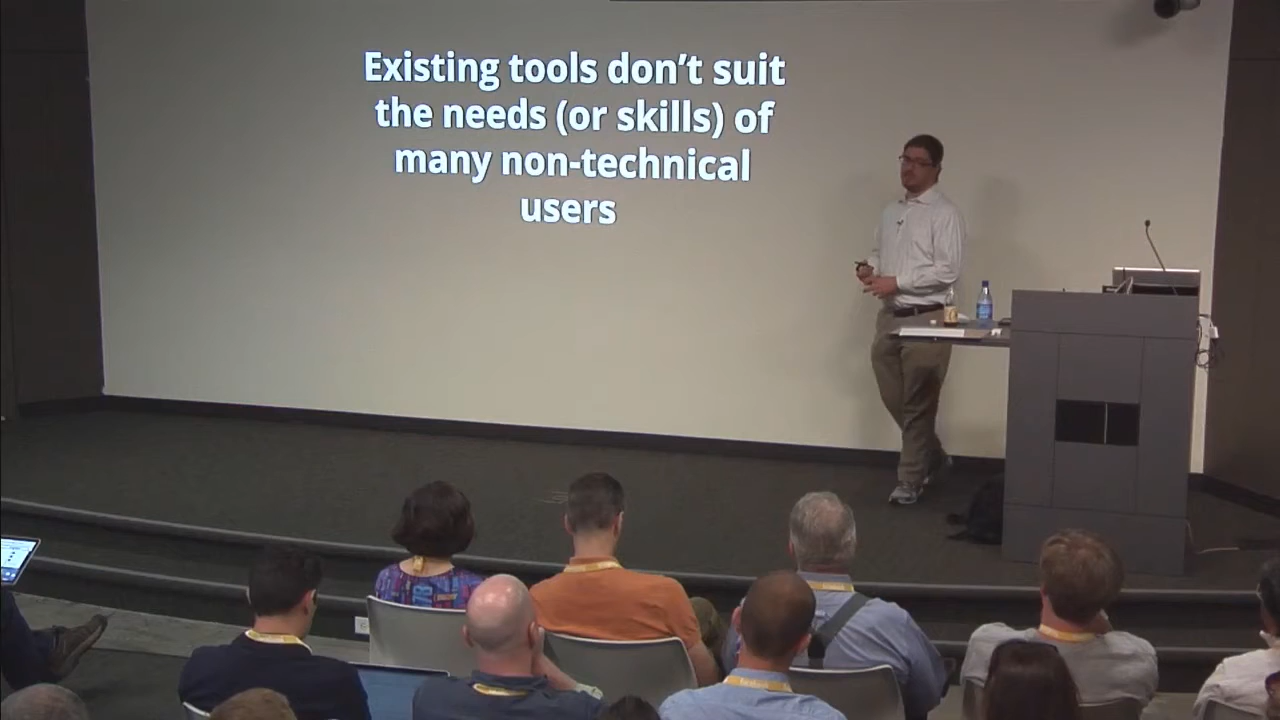 Existing tools don’t suit
the needs (or skills) of
many non-technical
users